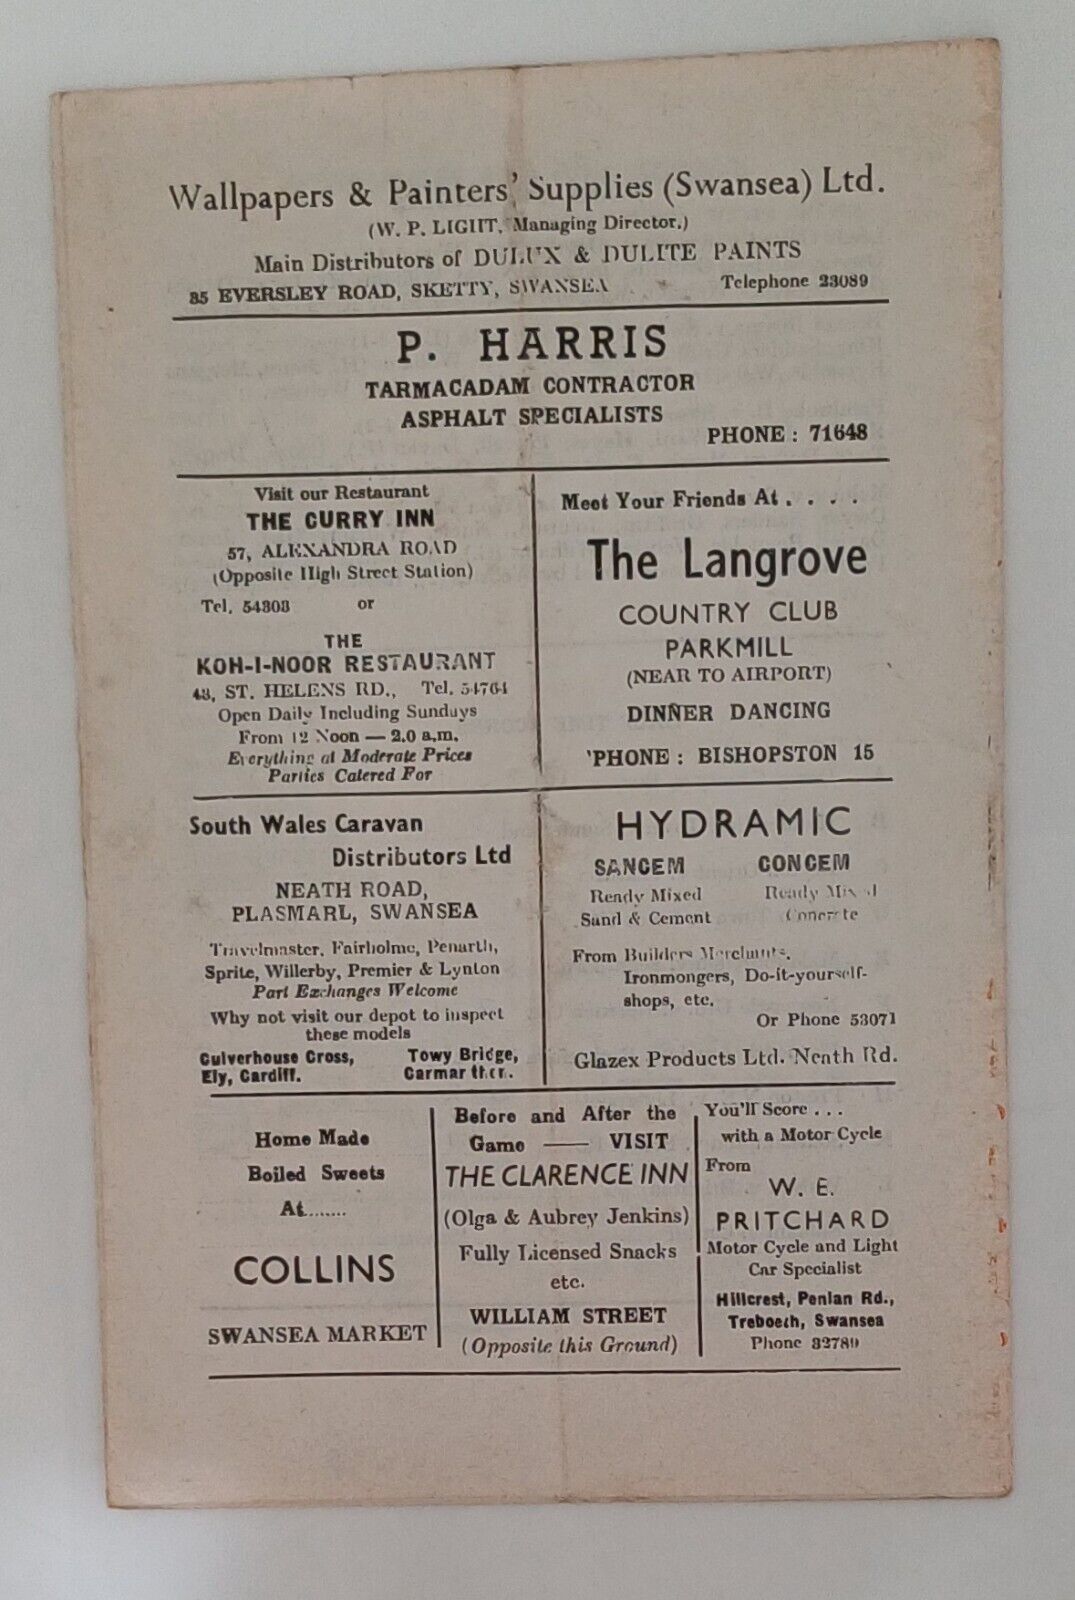 Wallpapers & Painters' Supplies (Swansea) Ltd.
(W. P. LIGHT, Managing Director.)
Main Distributors of DULUX & DULITE PAINTS
85 EVERSLEY ROAD, SKETTY, SWANSEA Telephone 23089
P. HARRIS
TARMACADAM CONTRACTOR
ASPHALT SPECIALISTS
PHONE : 71648
Visit our Restaurant
THE CURRY INN
57, ALEXANDRA ROAD
(Opposite High Street Station)
Tel. 54303 or
THE
KOH-I-NOOR RESTAURANT
43, ST. HELENS RD., Tel. 54764
Open Daily Including Sundays
From 12 Noon — 2.0 a.m.
Everything at Moderate Prices
Parties Catered For
Meet Your Friends At . . . .
The Langrove
COUNTRY CLUB
PARKMILL
(NEAR TO AIRPORT)
DINNER DANCING
'PHONE : BISHOPSTON 15
South Wales Caravan
Distributors Ltd
NEATH ROAD,
PLASMARL, SWANSEA
Travelmaster, Fairholme, Penarth,
Sprite, Willerby, Premier & Lynton
Part Exchanges Welcome
Why not visit our depot to inspect
these models
Culverhouse Cross, Towy Bridge,
Ely, Cardiff. Carmarthen.
HYDRAMIC
SANCEM CONCEM
Ready Mixed Ready Mixed
Sand & Cement Concrete
From Builders Merchants,
Ironmongers, Do-it-yourself-
shops, etc.
Or Phone 53071
Glazex Products Ltd. Neath Rd.
Home Made
Boiled Sweets
At........
COLLINS
SWANSEA MARKET
Before and After the
Game —— VISIT
THE CLARENCE INN
(Olga & Aubrey Jenkins)
Fully Licensed Snacks
etc.
WILLIAM STREET
(Opposite this Ground)
You'll Score . . .
with a Motor Cycle
From
W. E.
PRITCHARD
Motor Cycle and Light
Car Specialist
Hillcrest, Penlan Rd.,
Treboeth, Swansea
Phone 32789